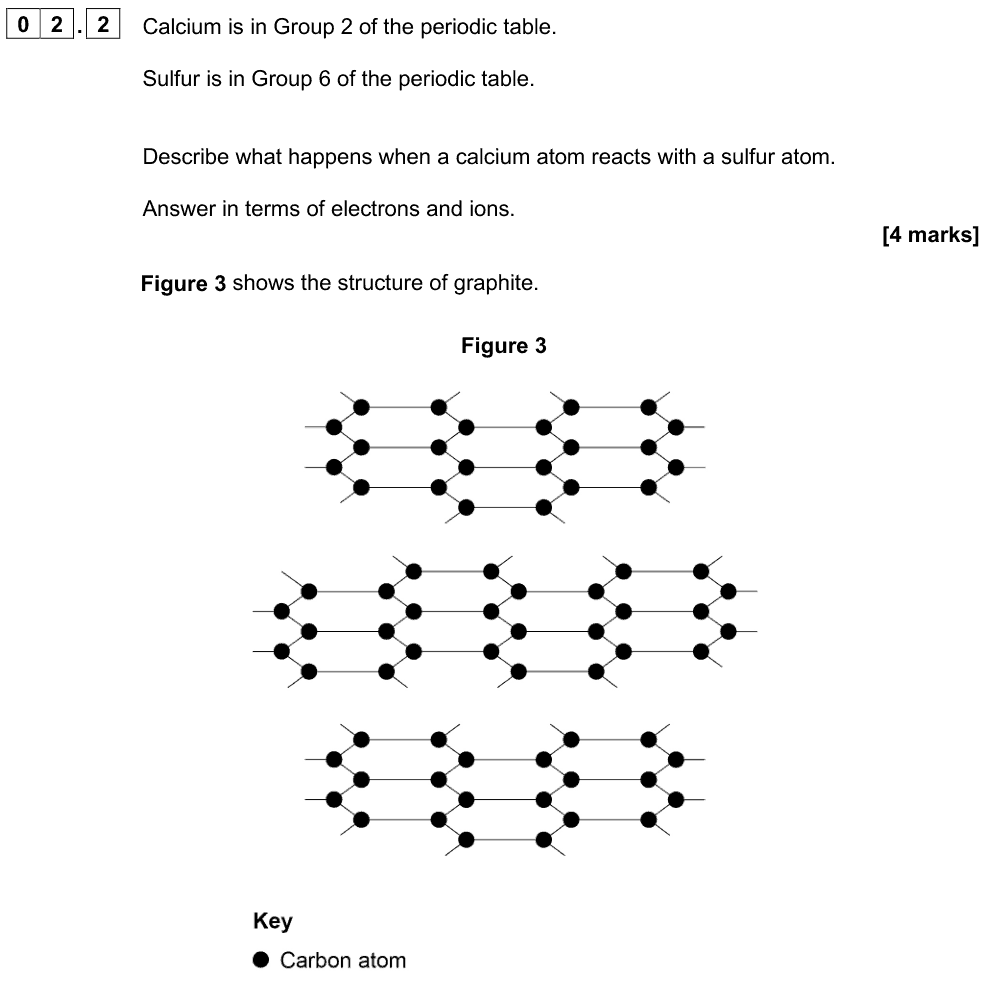 02.2 Calcium is in Group 2 of the periodic table.
Sulfur is in Group 6 of the periodic table.
Describe what happens when a calcium atom reacts with a sulfur atom.
Answer in terms of electrons and ions.
[4 marks]
Figure 3 shows the structure of graphite.
Figure 3
Key
Carbon atom